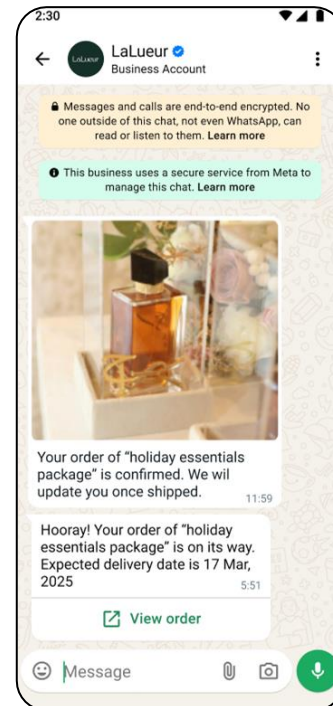 2:30
LaLueur
LaLueur
Business Account
Messages and calls are end-to-end encrypted. No
one outside of this chat, not even WhatsApp, can
read or listen to them. Learn more
This business uses a secure service from Meta to
manage this chat. Learn more
Your order of “holiday essentials
package” is confirmed. We wil
update you once shipped.
11:59
Hooray! Your order of “holiday
essentials package” is on its way.
Expected delivery date is 17 Mar,
2025
5:51
View order
Message